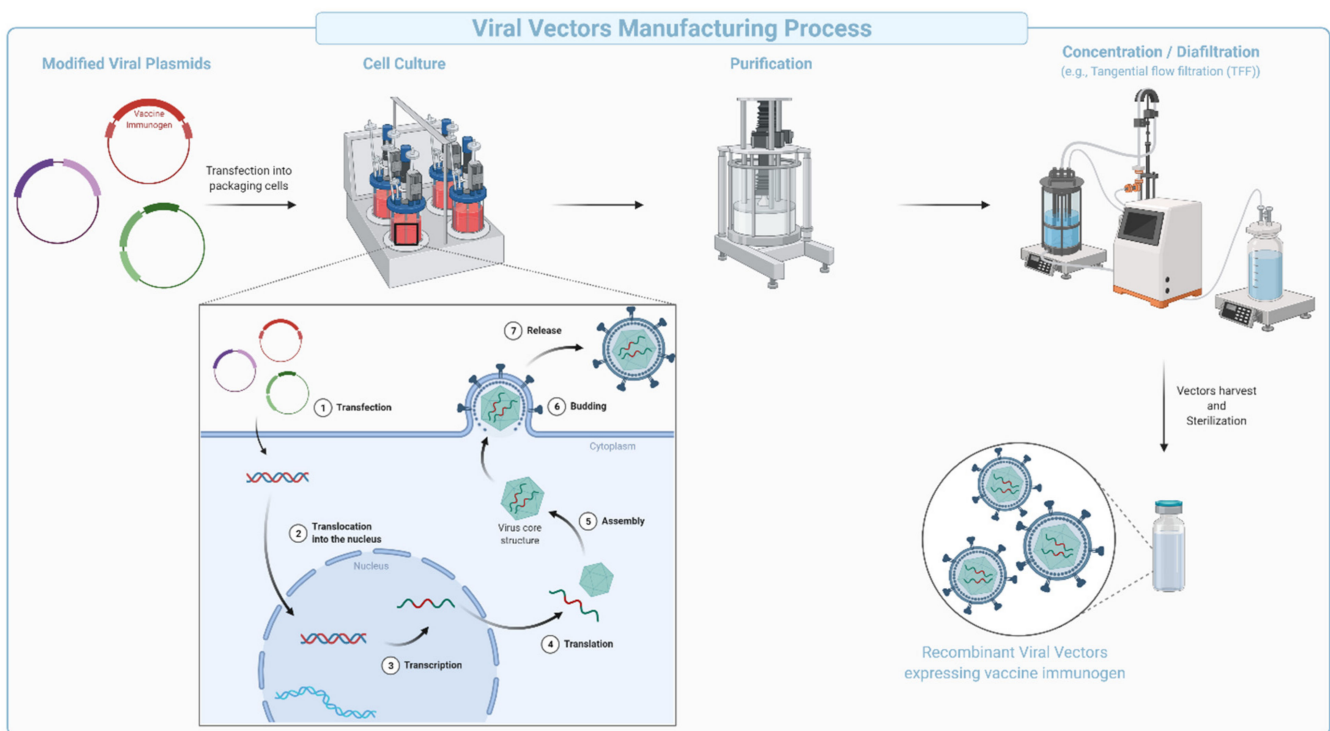 Viral Vectors Manufacturing Process
Modified Viral Plasmids
Cell Culture
Purification
Concentration / Diafiltration
(e.g., Tangential flow filtration (TFF))
Vaccine
Immunogen
Transfection into
packaging cells
1 Transfection
Cytoplasm
2 Translocation
into the nucleus
Nucleus
3 Transcription
4 Translation
5 Assembly
Virus core
structure
6 Budding
7 Release
Vectors harvest
and
Sterilization
Recombinant Viral Vectors
expressing vaccine immunogen